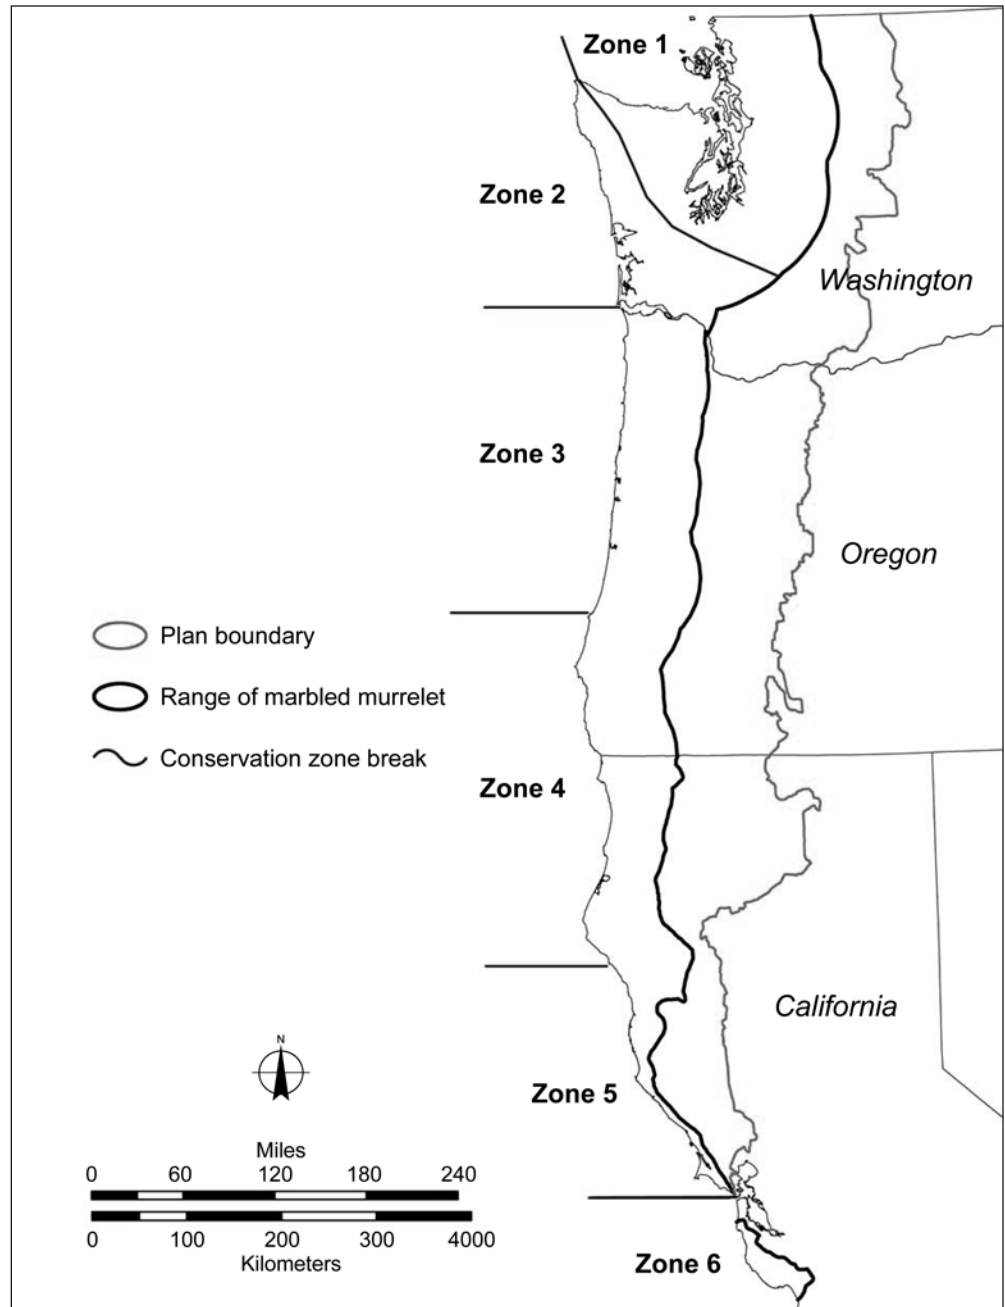 Zone 1
Zone 2
Washington
Zone 3
Oregon
Plan boundary
Range of marbled murrelet
Conservation zone break
Zone 4
California
N
Zone 5
Miles
0 60 120 180 240
0 100 200 300 4000
Kilometers
Zone 6